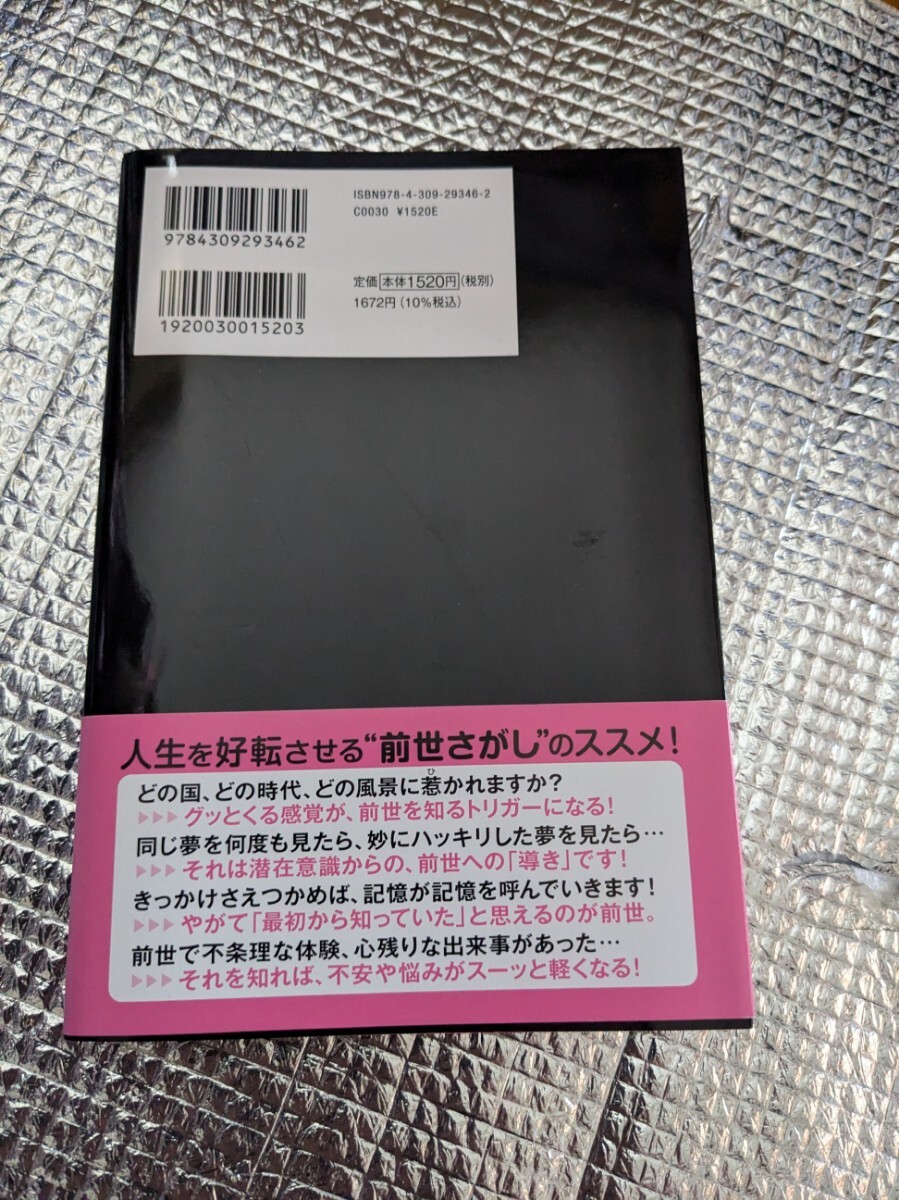 ISBN978-4-309-29346-2
C0030 ¥1520E
9784309293462
定価 本体1520円 (税別)
1672円(10%税込)
1920030015203
人生を好転させる“前世さがし”のススメ!
どの国、どの時代、どの風景に惹かれますか?
ひ
▷▷▷グッとくる感覚が、前世を知るトリガーになる!
同じ夢を何度も見たら、妙にハッキリした夢を見たら…
▷▷▷それは潜在意識からの、前世への「導き」です!
きっかけさえつかめば、記憶が記憶を呼んでいきます!
▷▷▷やがて「最初から知っていた」と思えるのが前世。
前世で不条理な体験、心残りな出来事があった…
▷▷▷それを知れば、不安や悩みがスーッと軽くなる!